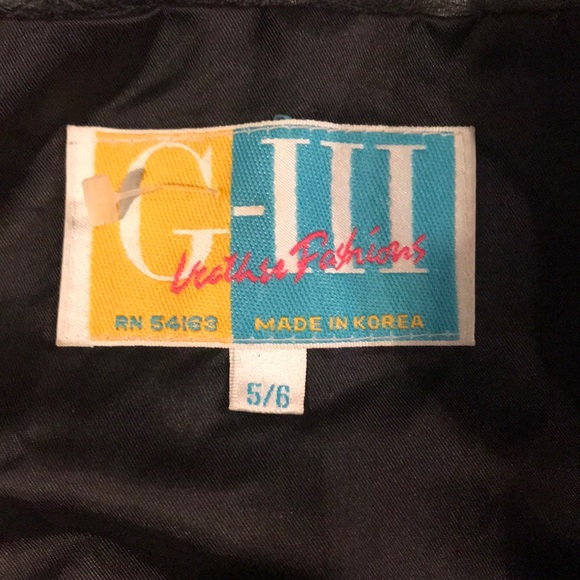 G-III
Leather Fashions
RN 54163 MADE IN KOREA
5/6